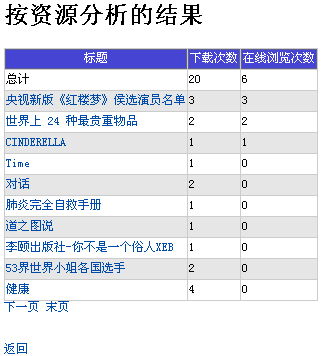 按资源分析的结果
标题 下载次数 在线浏览次数
总计 20 6
央视新版《红楼梦》侯选演员名单 3 3
世界上 24 种最贵重物品 2 2
CINDERELLA 1 1
Time 1 0
对话 2 0
肺炎完全自救手册 1 0
道之图说 1 0
李颐出版社-你不是一个俗人XEB 1 0
53界世界小姐各国选手 2 0
健康 4 0
下一页 末页
返回